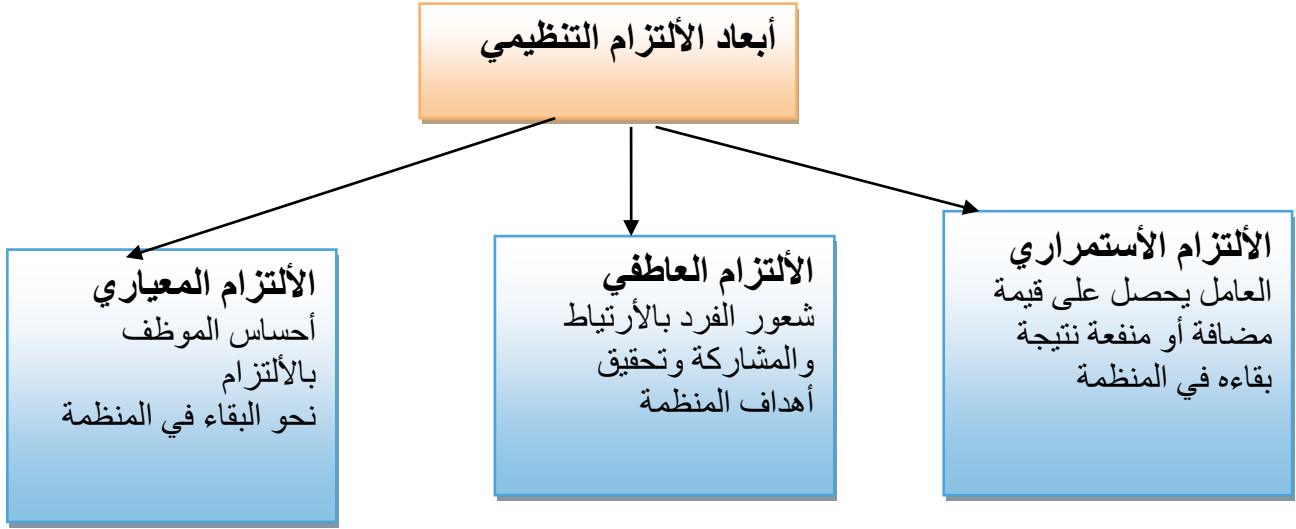 أبعاد الألتزام التنظيمي
الألتزام الأستمراري
العامل يحصل على قيمة
مضافة أو منفعة نتيجة
بقاءه في المنظمة
الألتزام العاطفي
شعور الفرد بالأرتباط
والمشاركة وتحقيق
أهداف المنظمة
الألتزام المعياري
أحساس الموظف
بالألتزام
نحو البقاء في المنظمة